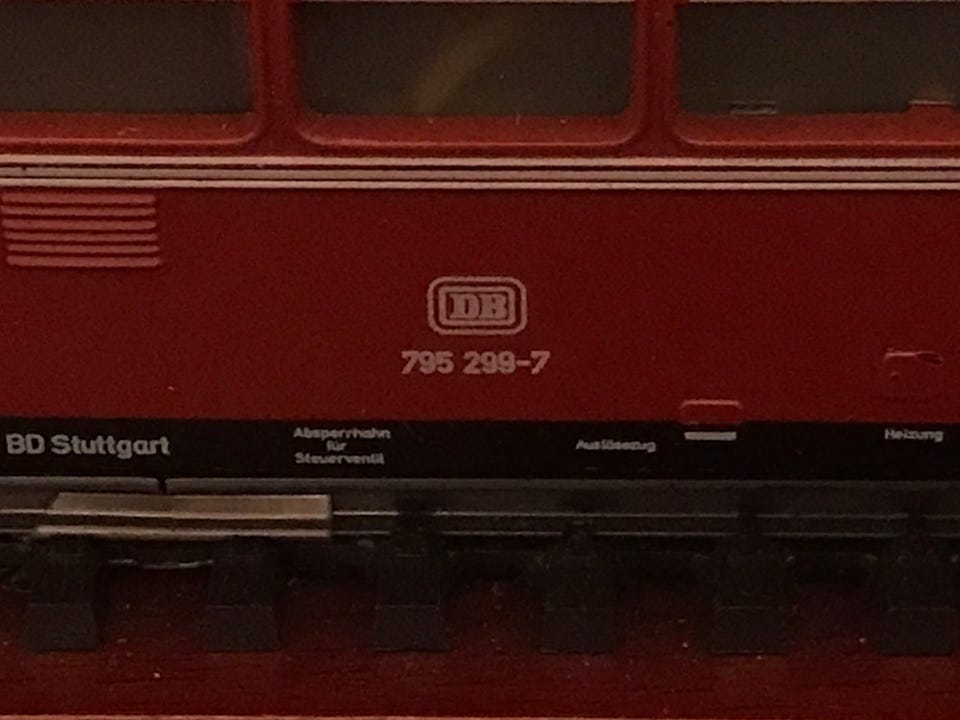 DB
795 299-7
BD Stuttgart
Absperrhahn
für
Steuerventil
Auslösezug
Heizung